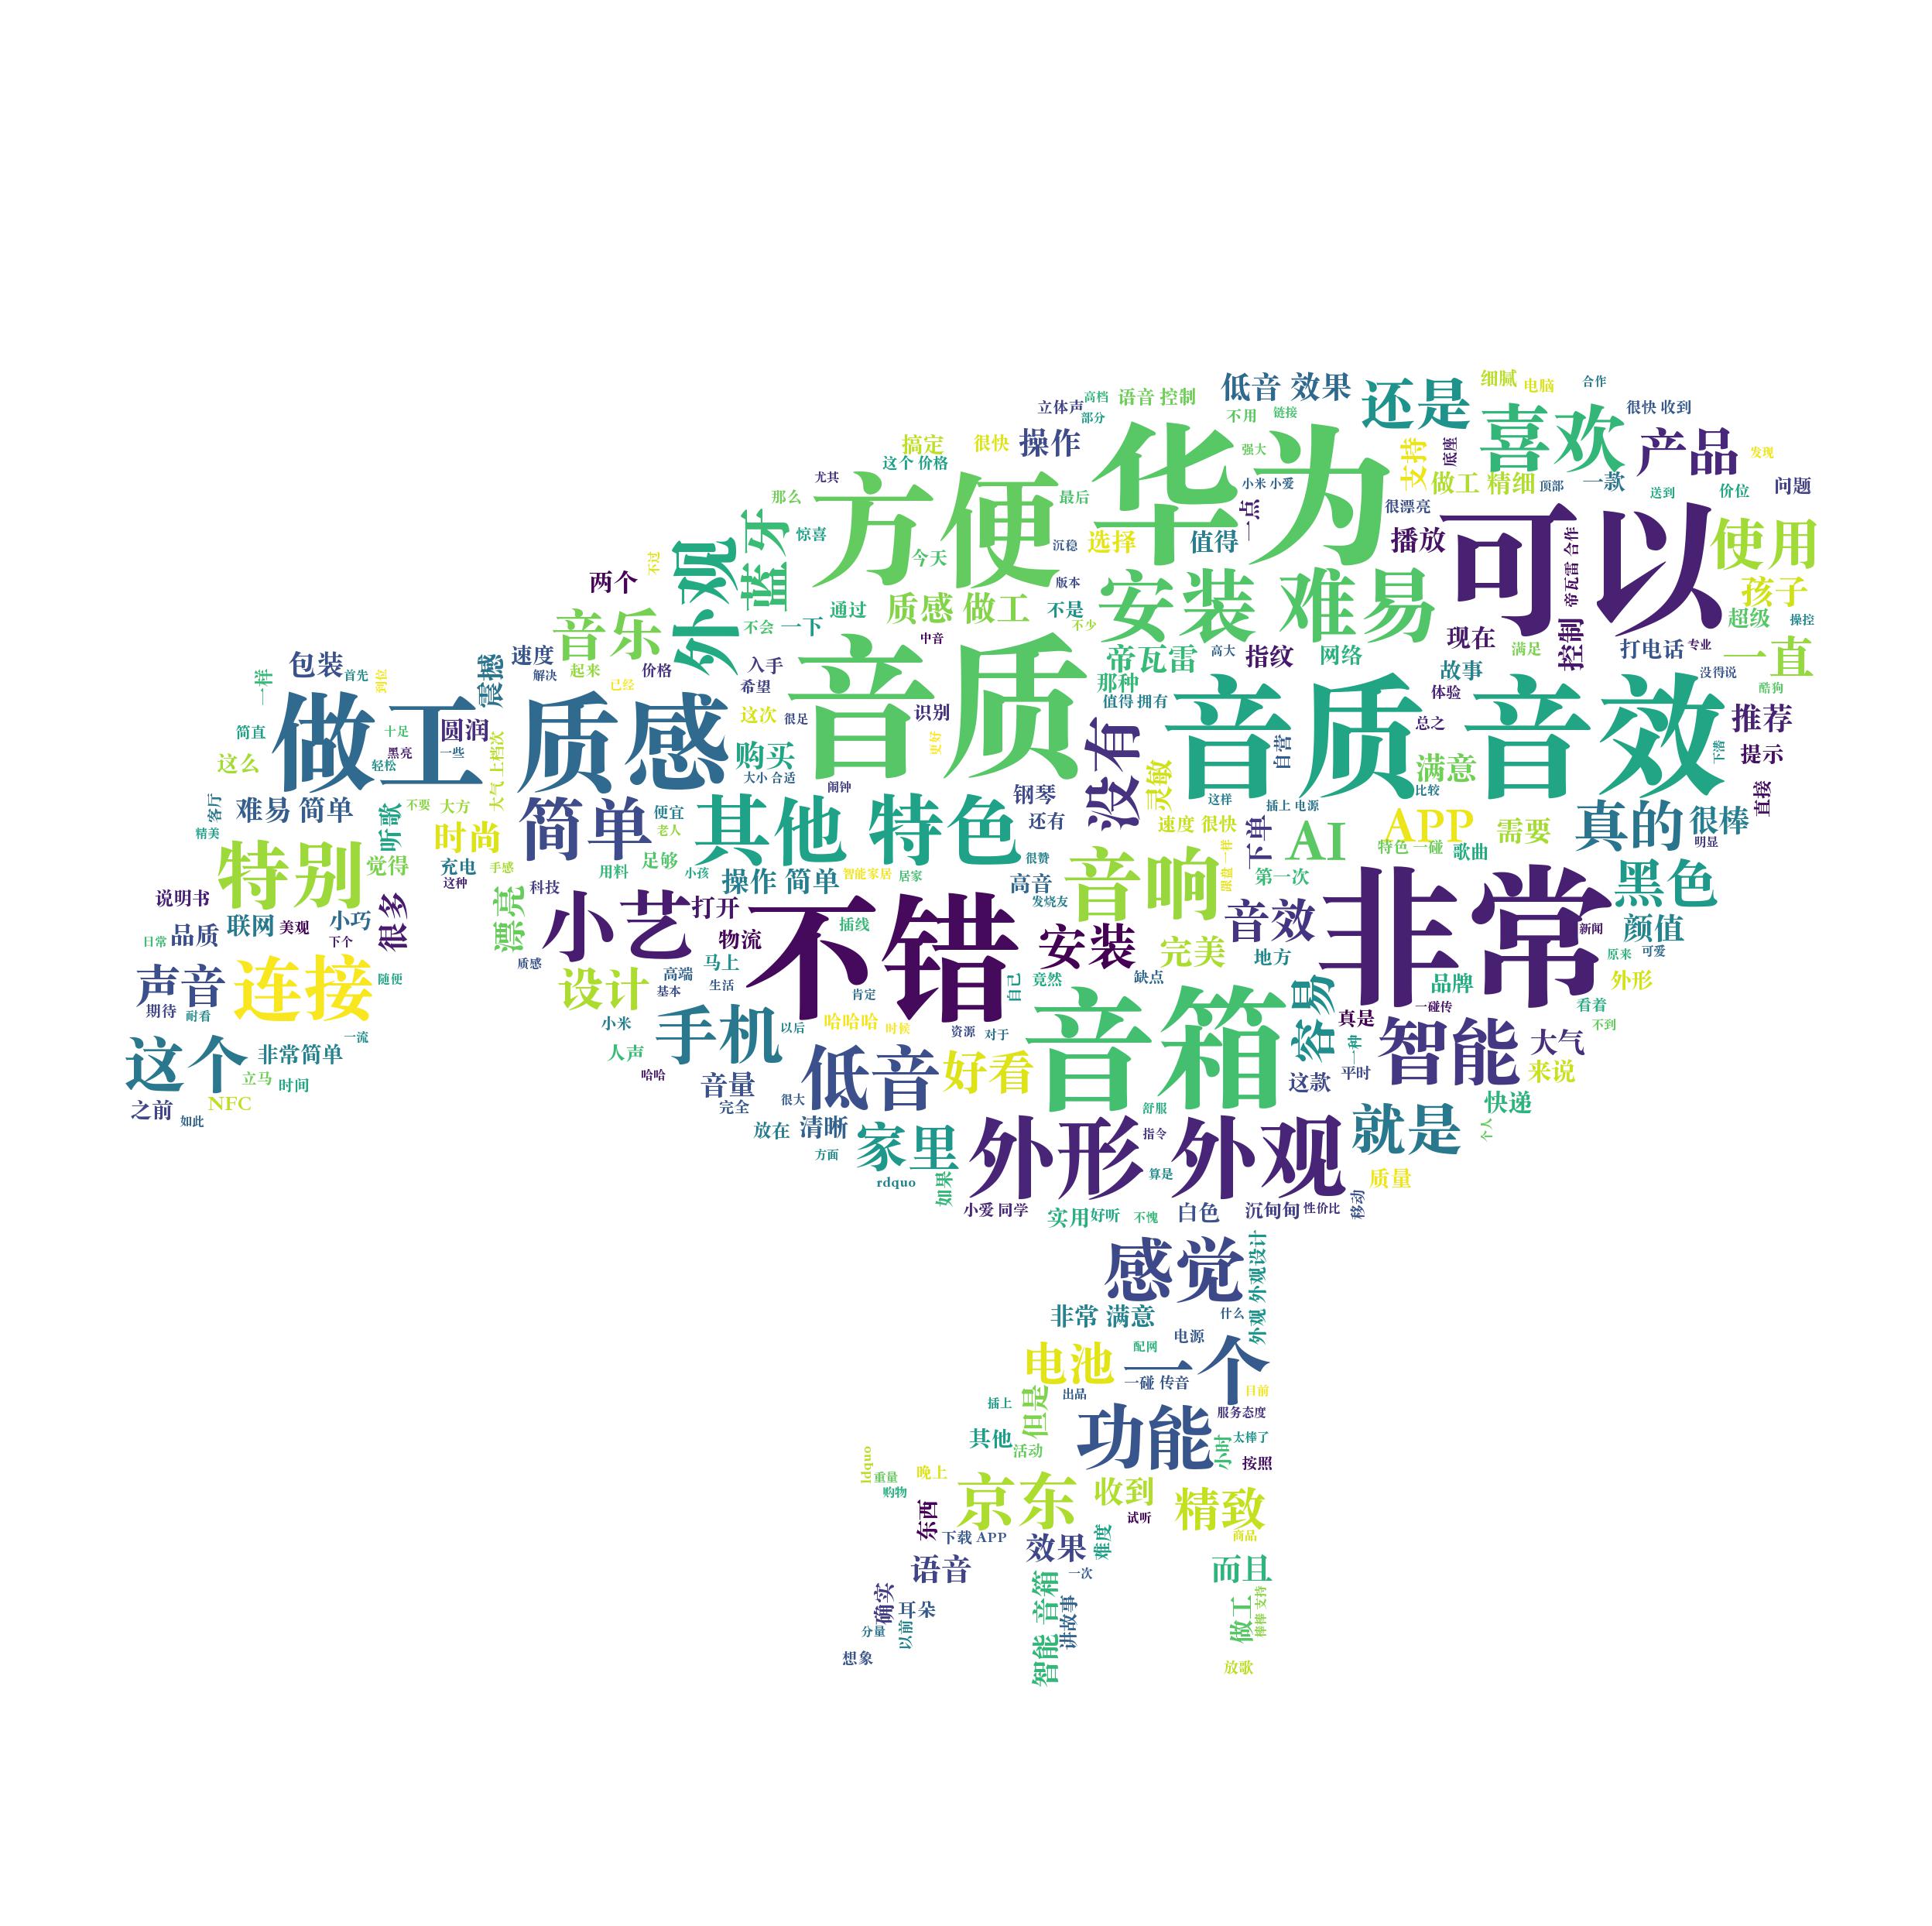 低音 效果
还是
细腻
电脑
合作
高档
语音 控制
立体声
部分
不用
链接
喜欢
很快 收到
搞定
很快
操作
华为
强大
支持
底座
产品
发现
这个 价格
尤其
方便
小米 小爱
做工 精细
顶部
一款
送到
价位
问题
那么
最后
一点
很漂亮
可以
外观
蓝牙
惊喜
今天
沉稳
选择
值得
播放
帝瓦雷 合作
使用
两个
不过
版本
安装 难易
孩子
音乐
通过
质感 做工
不是
超级
操控
不会
一下
不少
现在
控制
中音
满足
打电话
专业
一直
包装
首先
速度
震撼
解决
起来
价格
入手
音质
帝瓦雷
高大
指纹
网络
故事
没得说
酷狗
一样
到位
已经
希望
那种
值得 拥有
体验
做工
质感
圆润
这次
很足
识别
没有
音质 音效
总之
推荐
简直
十足
黑亮
一些
轻松
大气 上档次
购买
更好
自营
下潜
提示
这么
大小 合适
闹钟
灵敏
满意
比较
直接
客厅
难易 简单
听歌
不要
大方
简单
便宜
其他 特色
钢琴
这样
插上 电源
精美
时尚
老人
还有
速度 很快
下单
AI
APP
需要
真的
很棒
明显
特别
觉得
充电
手感
用料
足够
很赞
音响
跟盘一样
特色 一碰
歌曲
这种
小孩
操作 简单
智能家居
居家
高音
第一次
非常
黑色
说明书
很多
漂亮
科技
小艺
打开
不错
发烧友
品质
联网
美观
小巧
物流
插线
安装
完美
音效
新闻
颜值
日常
下个
质感
马上
地方
原来
可爱
声音
连接
随便
设计
高端
基本
生活
肯定
自己
竟然
缺点
容易
品牌
外形
期待
耐看
小米
手机
以后
哈哈哈
时候
资源
对于
音箱
一碰传
看着
真是
不到
这个
非常简单
一流
人声
一种
智能
大气
立马
时间
哈哈
音量
低音
好看
这款
平时
来说
NFC
之前
如此
完全
很大
舒服
快递
放在
清晰
家里
外形 外观
指令
就是
个人
方面
rdquo
如果
算是
质量
小爱 同学
实用
好听
不愧
白色
沉甸甸
性价比
移动
感觉
外观 外观设计
非常 满意
什么
电源
电池
配网
一个
一碰 传音
出品
目前
插上
但是
功能
服务态度
其他
活动
小时
太棒了
按照
ldquo
重量
晚上
购物
京东
收到
精致
东西
试听
下载 APP
效果
难度
商品
语音
一次
而且
确实
耳朵
智能 音箱
讲故事
做工
棒棒 支持
分量
以前
想象
放歌